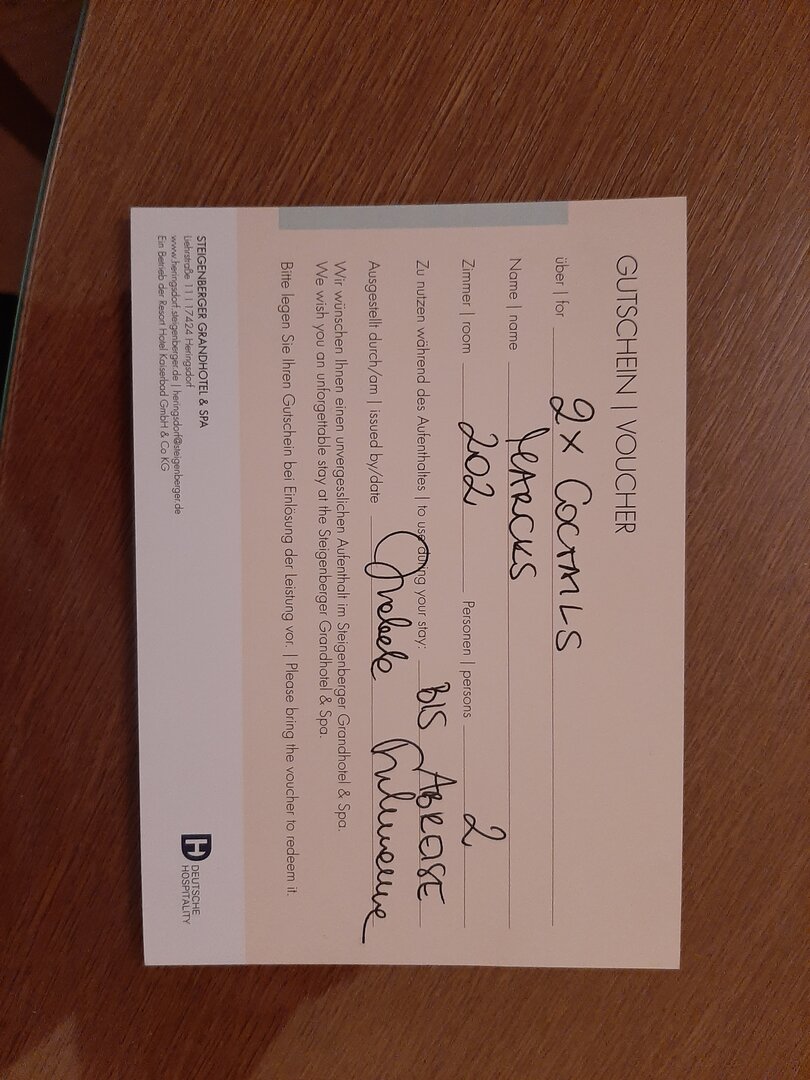 GUTSCHEIN | VOUCHER
über | for 2x COCTAILS
Name | name
Zimmer | room 202 Personen | persons 2
Zu nutzen während des Aufenthaltes | to use during your stay: BIS ABREISE
Ausgestellt durch/am | issued by/date
Wir wünschen Ihnen einen unvergesslichen Aufenthalt im Steigenberger Grandhotel & Spa.
We wish you an unforgettable stay at the Steigenberger Grandhotel & Spa.
Bitte legen Sie Ihren Gutschein bei Einlösung der Leistung vor. | Please bring the voucher to redeem it.
STEIGENBERGER GRANDHOTEL & SPA
Liehrstraße 11 | 17424 Heringsdorf
www.heringsdorf.steigenberger.de | heringsdorf@steigenberger.de
Ein Betrieb der Resort Hotel Kaiserbad GmbH & Co KG
H DEUTSCHE
HOSPITALITY